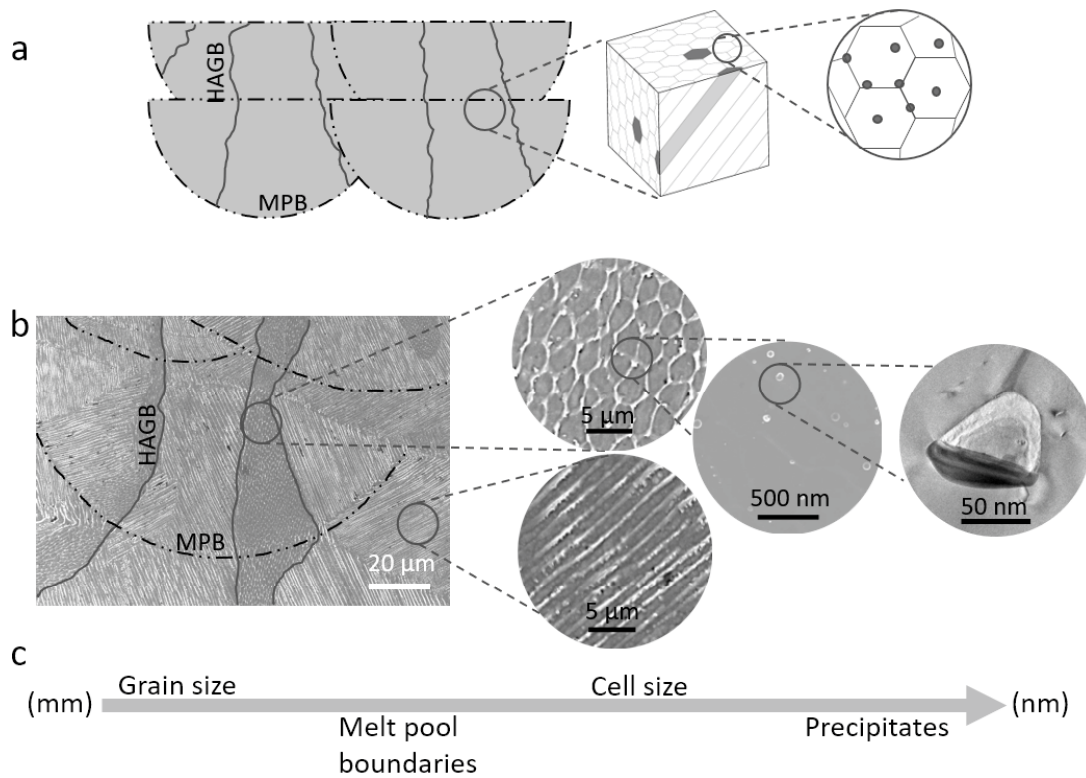 a
HAGB
MPB
b
HAGB
MPB
20 µm
5 µm
5 µm
500 nm
50 nm
c
Grain size
Cell size
(mm)
(nm)
Melt pool
boundaries
Precipitates